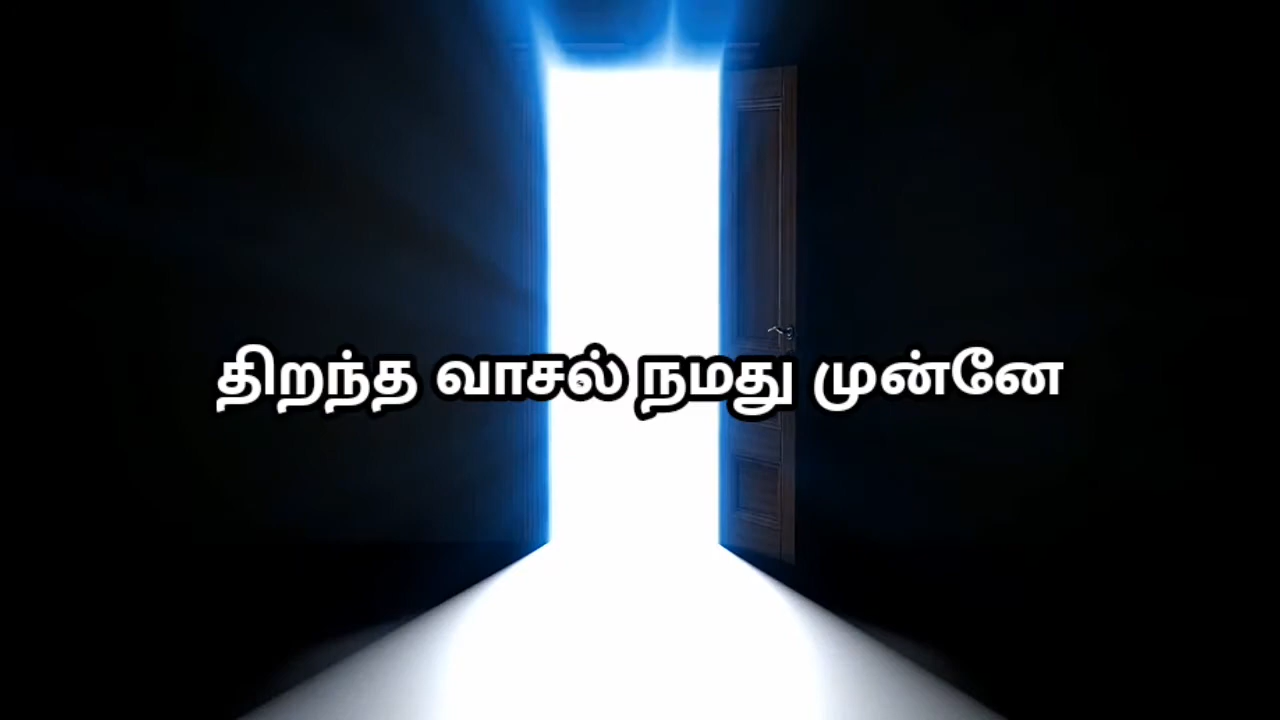 திறந்த வாசல் நமது முன்னே